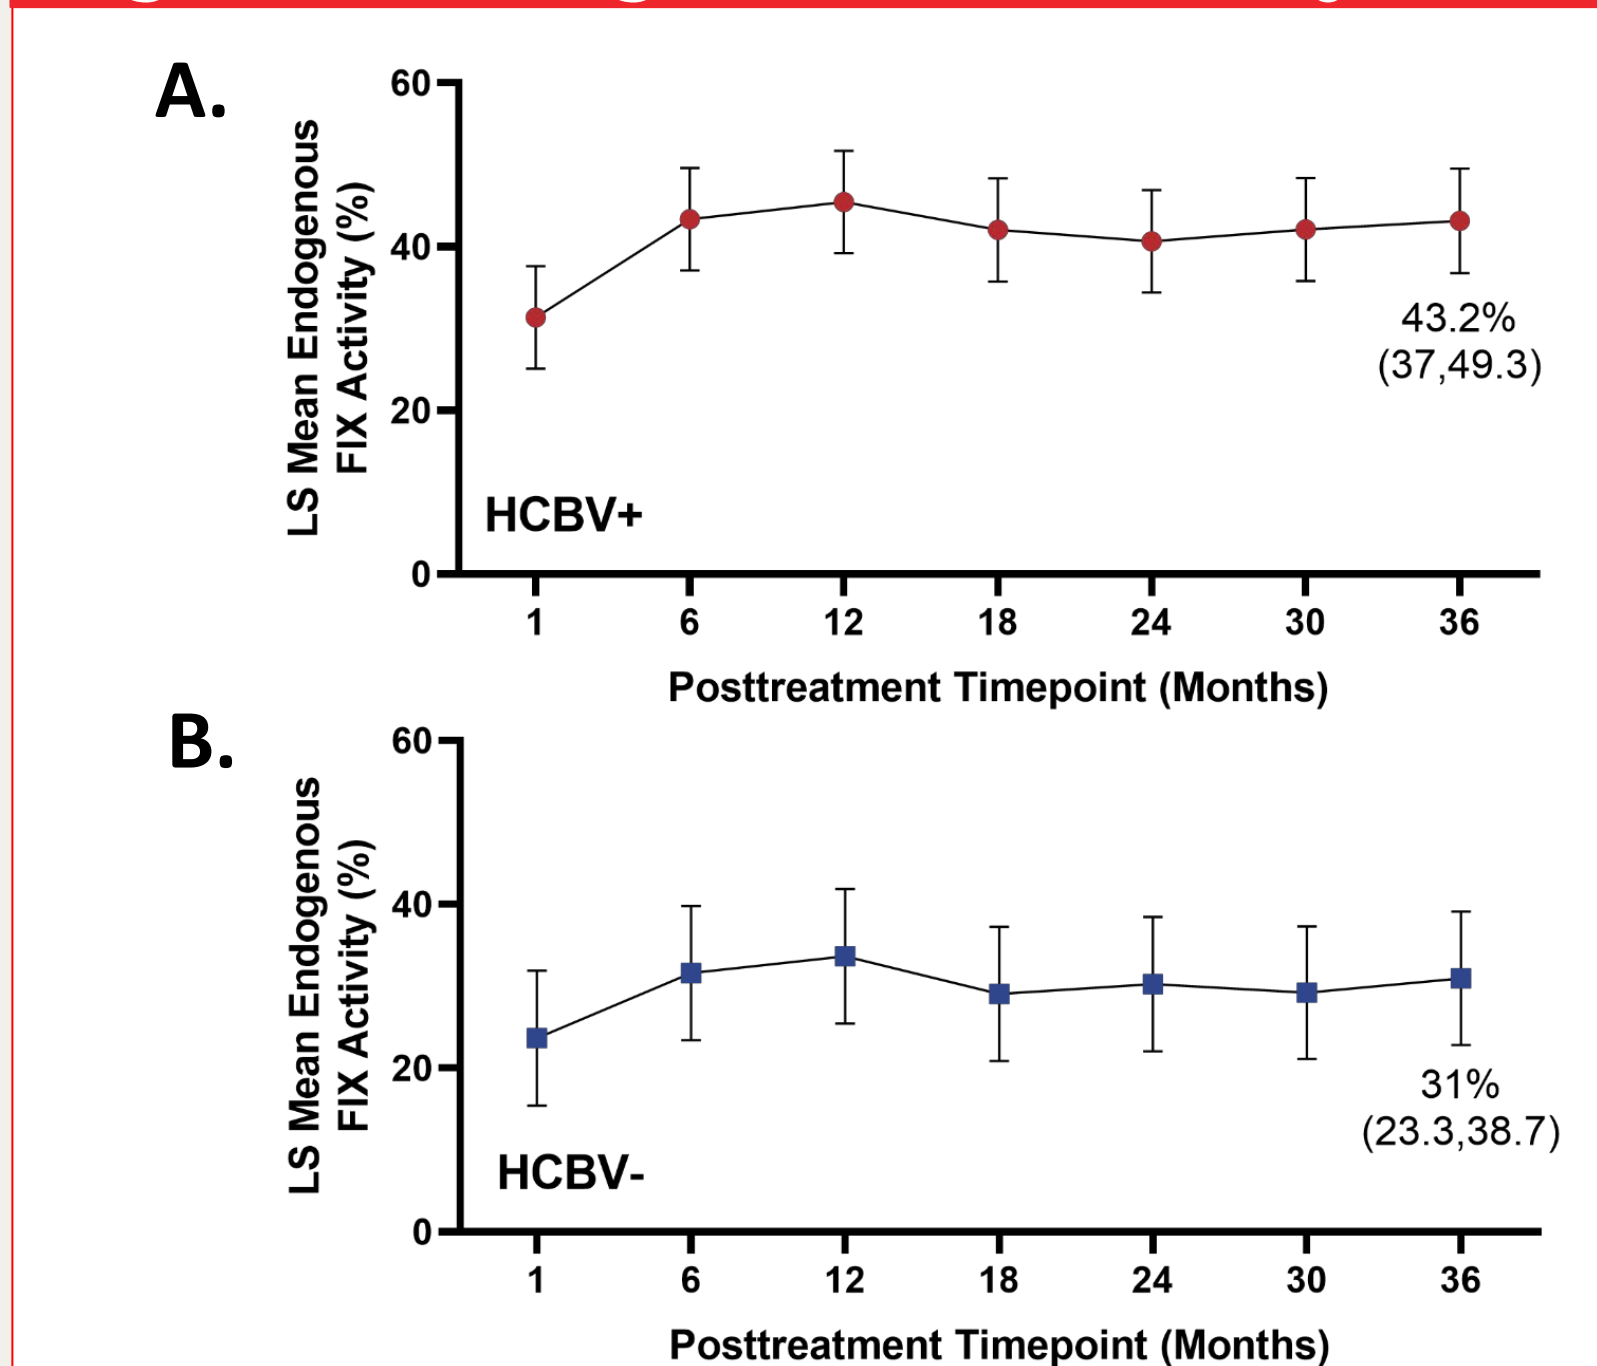 A.
LS Mean Endogenous
FIX Activity (%)
60
40
20
0
43.2%
(37,49.3)
HCBV+
1 6 12 18 24 30 36
Posttreatment Timepoint (Months)
B.
LS Mean Endogenous
FIX Activity (%)
60
40
20
0
31%
(23.3,38.7)
HCBV-
1 6 12 18 24 30 36
Posttreatment Timepoint (Months)